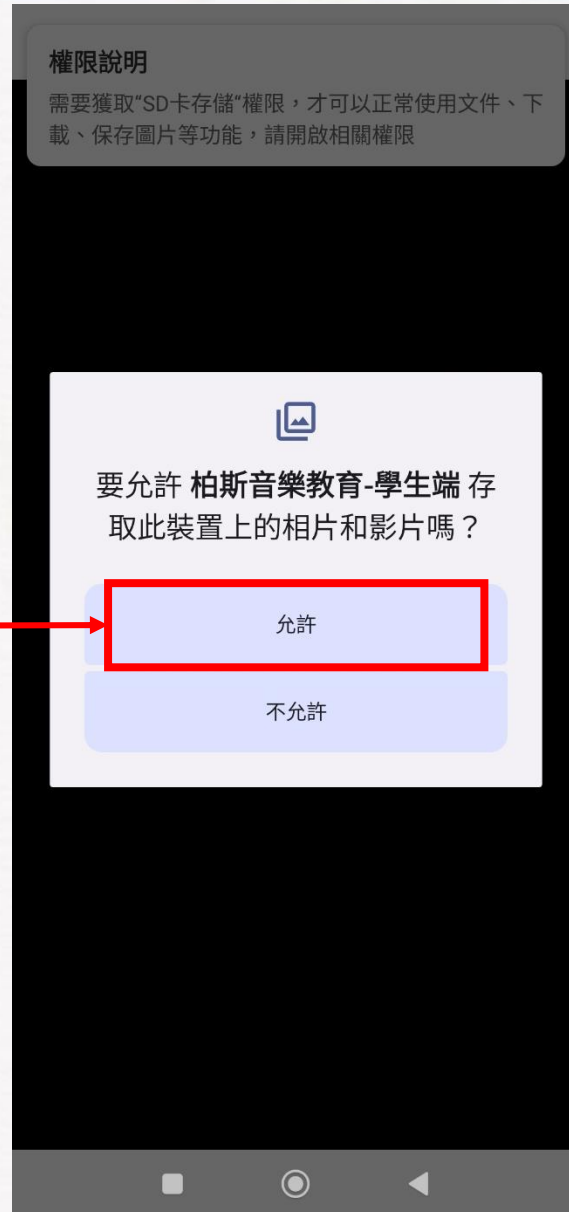 權限說明
需要獲取“SD卡存儲“權限，才可以正常使用文件、下
載、保存圖片等功能，請開啟相關權限
要允許 柏斯音樂教育-學生端 存
取此裝置上的相片和影片嗎？
允許
不允許